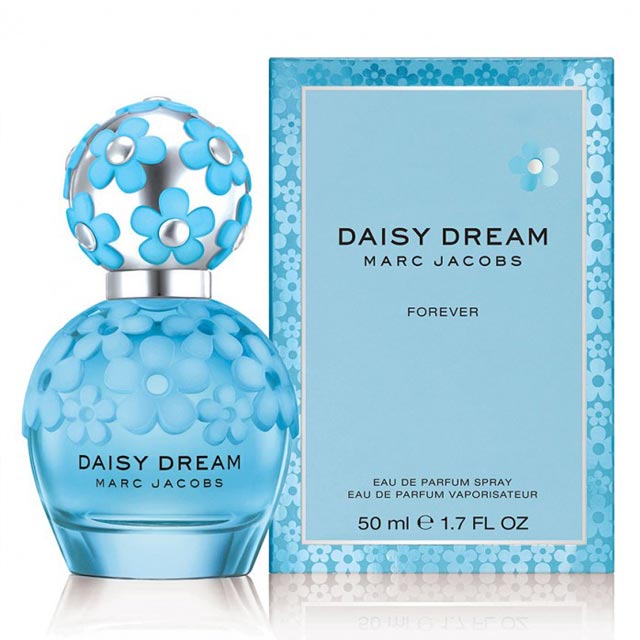 DAISY DREAM
MARC JACOBS
DAISY DREAM
MARC JACOBS
FOREVER
EAU DE PARFUM SPRAY
EAU DE PARFUM VAPORISATEUR
50 ml ℮ 1.7 FL OZ